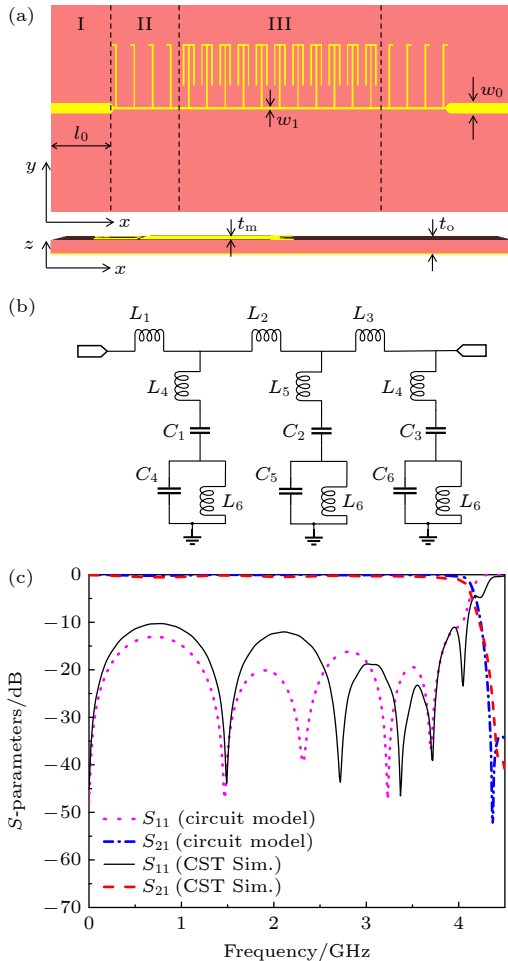 (a)
I II III
w0
w1
l0
y
x
tm to
z
x
(b)
L1 L2 L3
L4 L5 L4
C1 C2 C3
C4 C5 C6
L6 L6 L6
(c)
0
−10
−20
−30
−40
−50
−60
−70
S-parameters/dB
S11 (circuit model)
S21 (circuit model)
S11 (CST Sim.)
S21 (CST Sim.)
0 1 2 3 4
Frequency/GHz